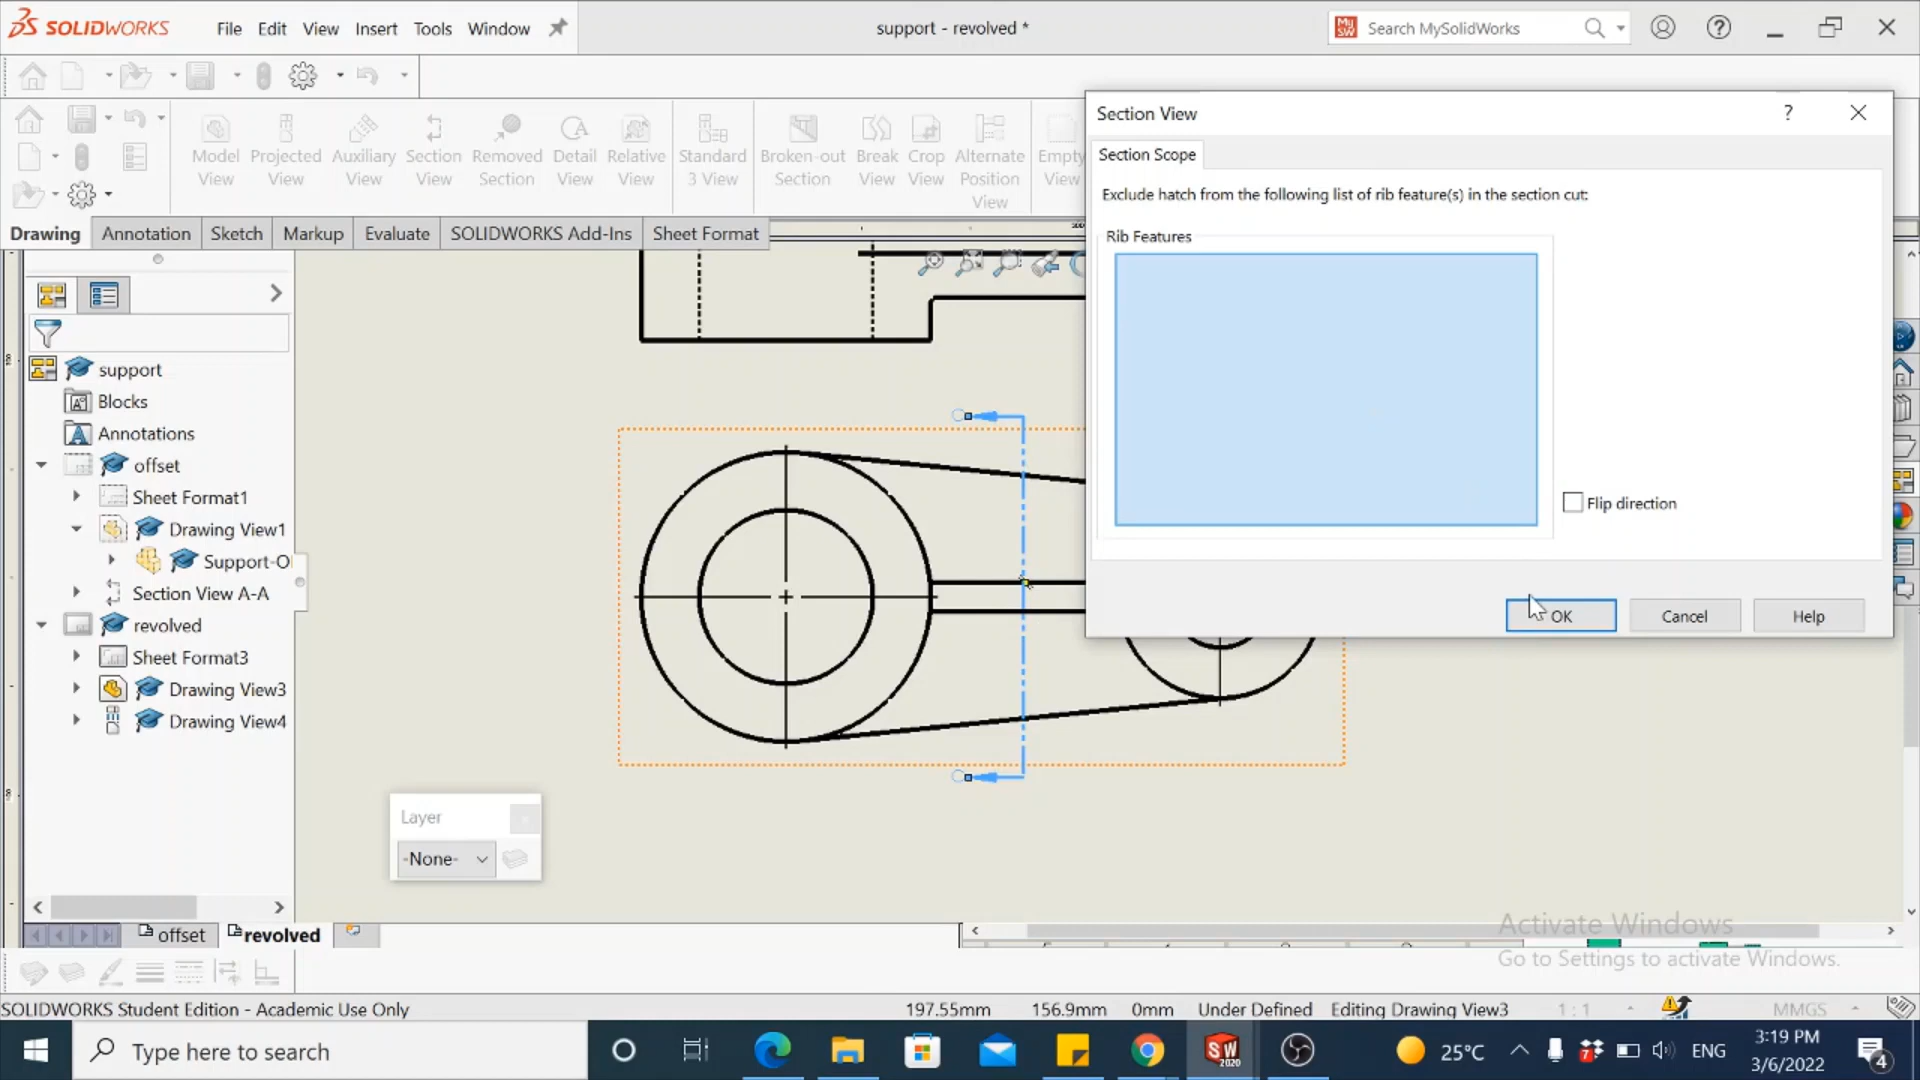 SOLIDWORKS File Edit View Insert Tools Window
support - revolved *
Search MySolidWorks
Model View
Projected View
Auxiliary View
Section View
Removed Section
Detail View
Relative View
Standard 3 View
Broken-out Section
Break View
Crop View
Alternate Position View
Empty View
Drawing Annotation Sketch Markup Evaluate SOLIDWORKS Add-Ins Sheet Format
Section View
Section Scope
Exclude hatch from the following list of rib feature(s) in the section cut:
Rib Features
Flip direction
OK Cancel Help
support
Blocks
Annotations
offset
Sheet Format1
Drawing View1
Support-O
Section View A-A
revolved
Sheet Format3
Drawing View3
Drawing View4
Layer
-None-
offset revolved
Activate Windows
Go to Settings to activate Windows.
SOLIDWORKS Student Edition - Academic Use Only
197.55mm 156.9mm 0mm Under Defined Editing Drawing View3 1 : 1 MMGS
Type here to search
SW 2020
25°C
ENG
3:19 PM
3/6/2022
4